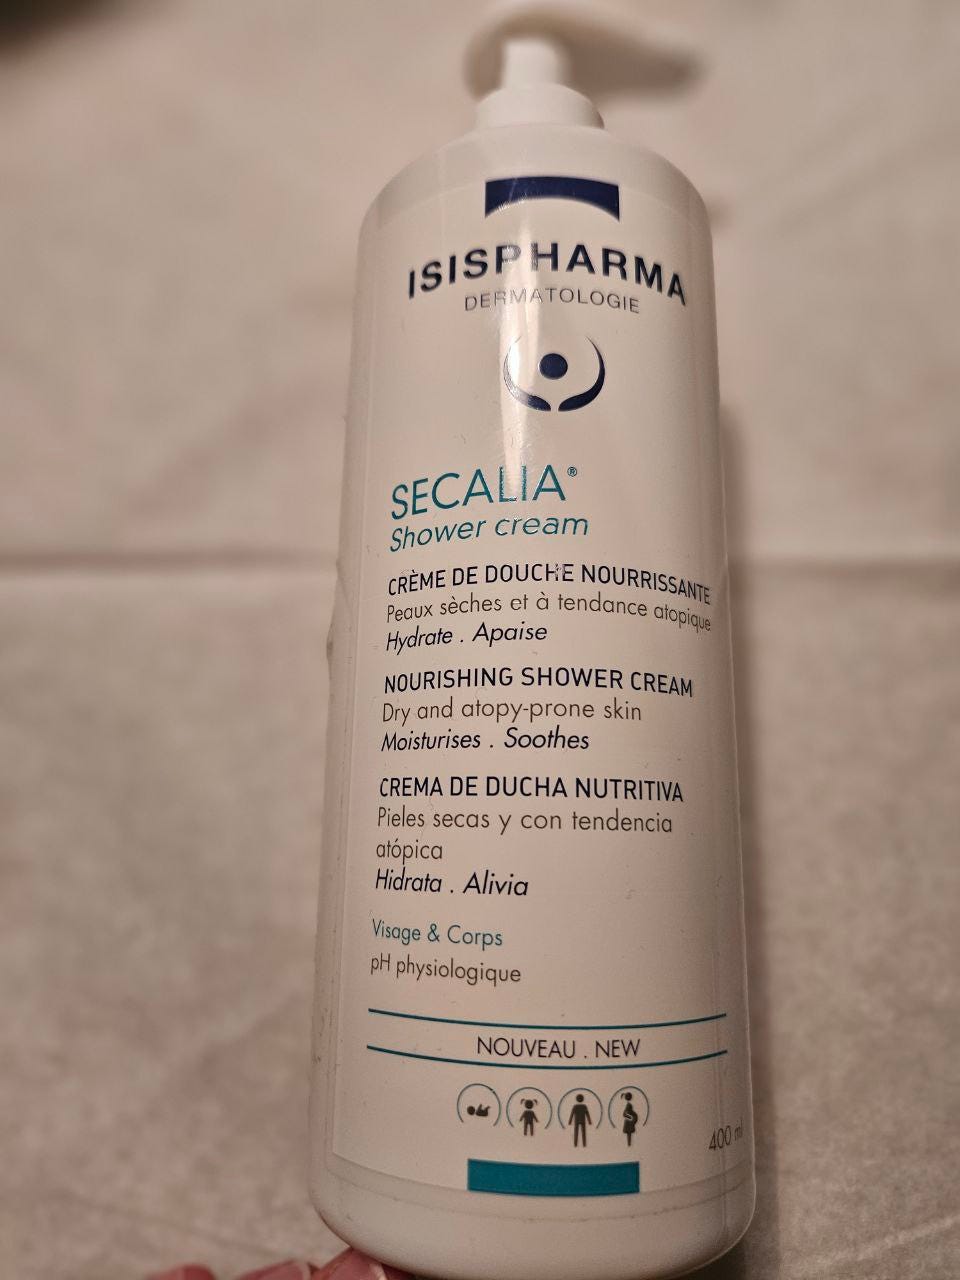 ISISPHARMA
DERMATOLOGIE
SECALIA®
Shower cream
CRÈME DE DOUCHE NOURRISSANTE
Peaux sèches et à tendance atopique
Hydrate . Apaise
NOURISHING SHOWER CREAM
Dry and atopy-prone skin
Moisturises . Soothes
CREMA DE DUCHA NUTRITIVA
Pieles secas y con tendencia
atópica
Hidrata . Alivia
Visage & Corps
pH physiologique
NOUVEAU . NEW
400 ml